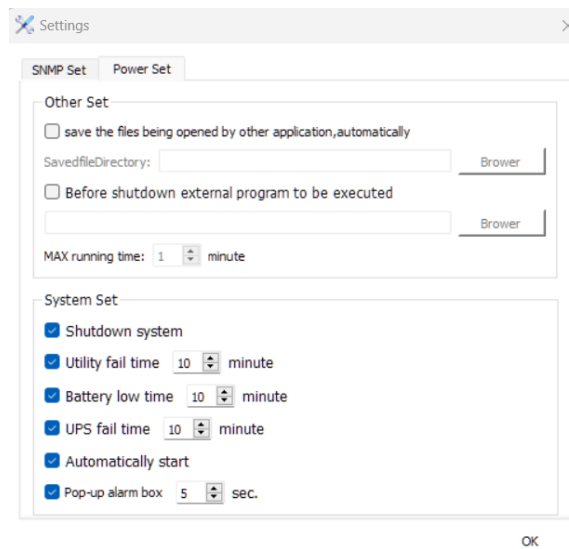 Settings
SNMP Set Power Set
Other Set
save the files being opened by other application,automatically
SavedfileDirectory: Brower
Before shutdown external program to be executed
Brower
MAX running time: 1 minute
System Set
Shutdown system
Utility fail time 10 minute
Battery low time 10 minute
UPS fail time 10 minute
Automatically start
Pop-up alarm box 5 sec.
OK